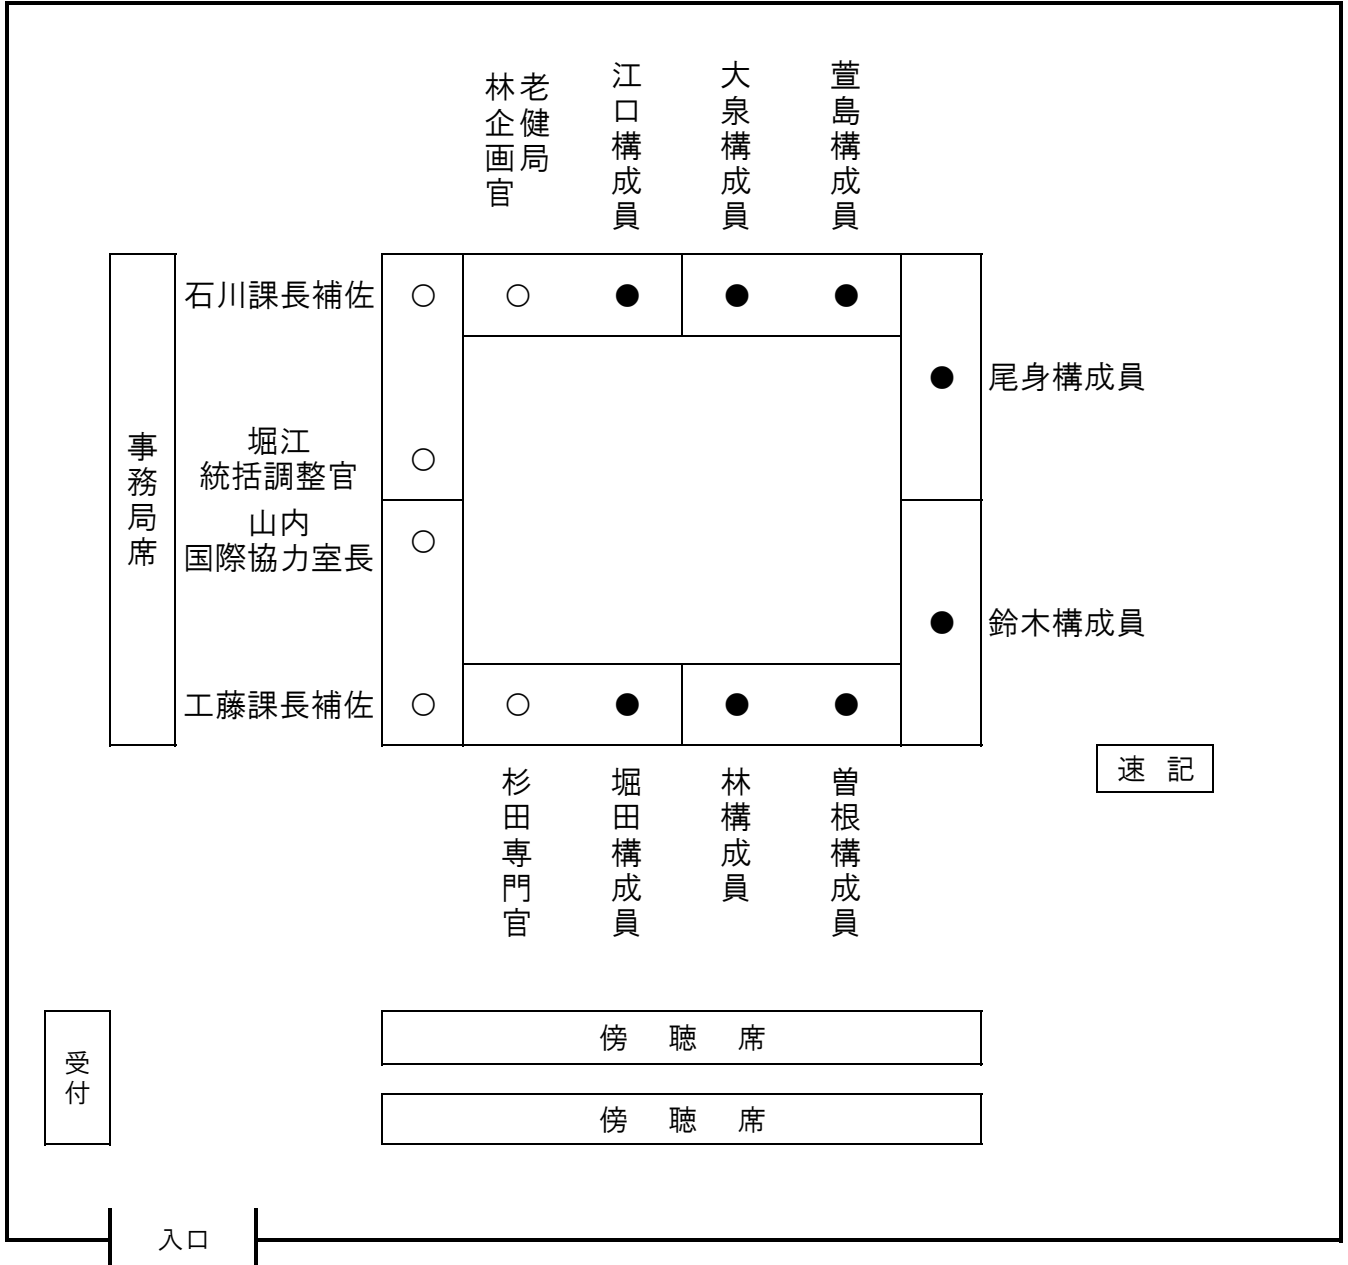 老健局
林企画官
江口構成員
大泉構成員
萱島構成員
石川課長補佐
○
○
●
●
●
●
尾身構成員
事務局席
堀江
統括調整官
○
山内
国際協力室長
○
●
鈴木構成員
工藤課長補佐
○
○
●
●
●
杉田専門官
堀田構成員
林構成員
曽根構成員
速 記
傍 聴 席
傍 聴 席
受付
入口